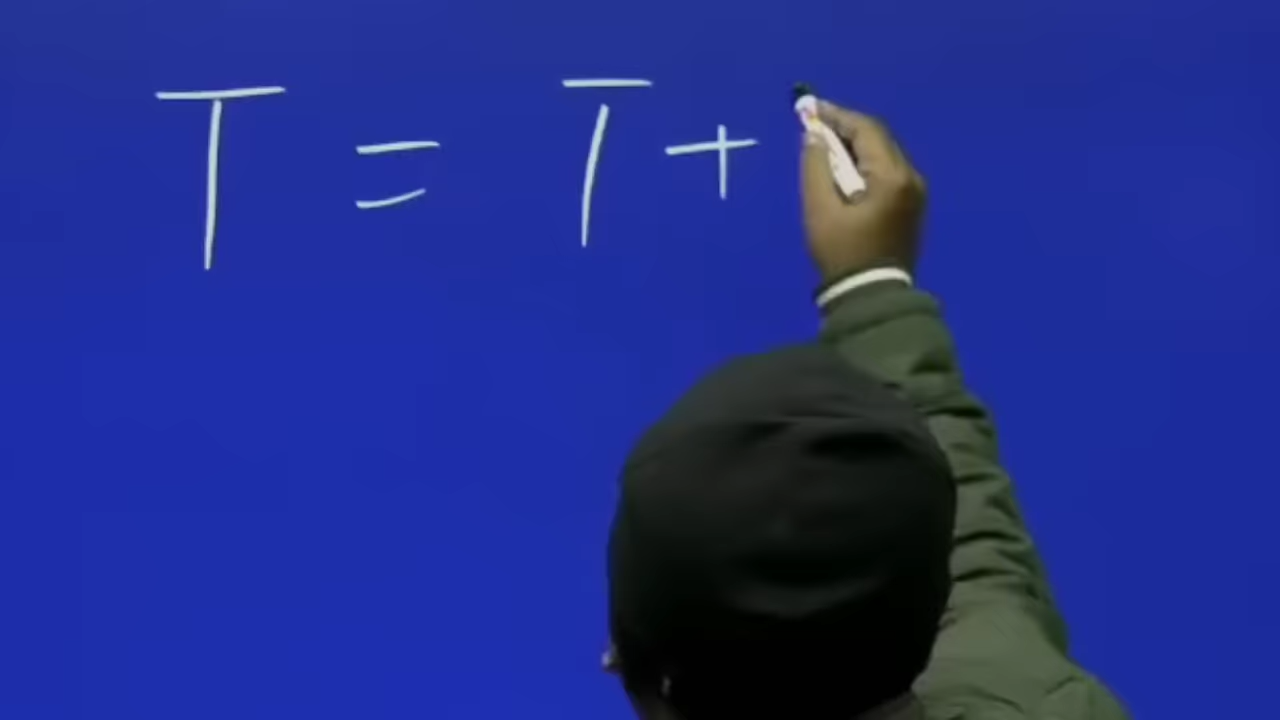 T = T +